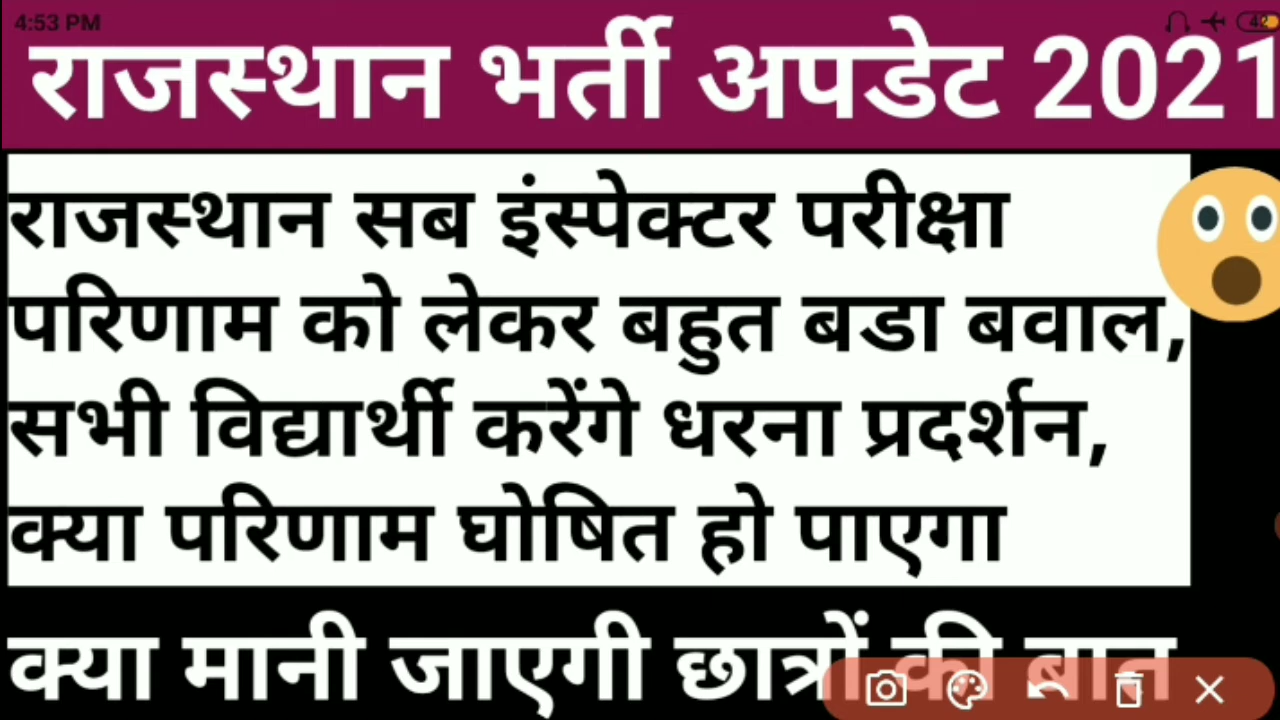 4:53 PM
42
राजस्थान भर्ती अपडेट 2021
राजस्थान सब इंस्पेक्टर परीक्षा
परिणाम को लेकर बहुत बडा बवाल,
सभी विद्यार्थी करेंगे धरना प्रदर्शन,
क्या परिणाम घोषित हो पाएगा
क्या मानी जाएगी छात्रों की बात